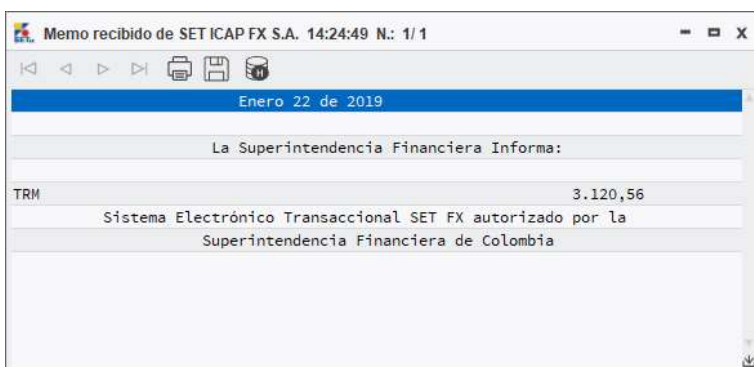 Memo recibido de SET ICAP FX S.A. 14:24:49 N.: 1/ 1
Enero 22 de 2019
La Superintendencia Financiera Informa:
TRM 3.120,56
Sistema Electrónico Transaccional SET FX autorizado por la
Superintendencia Financiera de Colombia